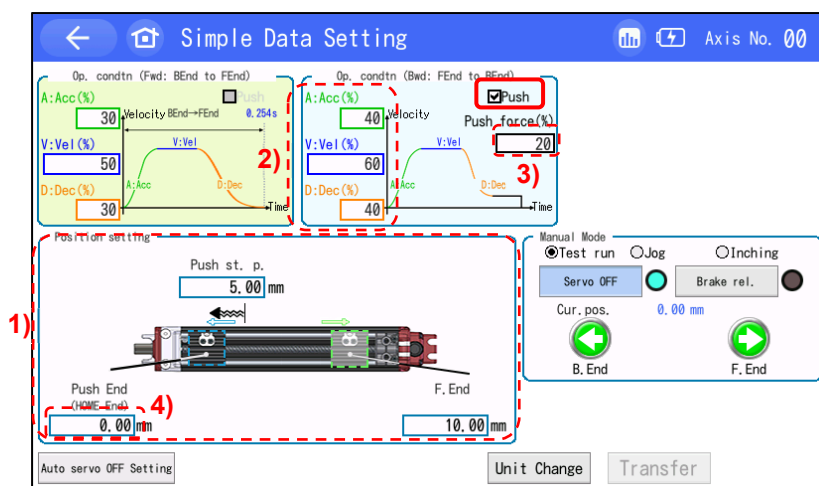 Simple Data Setting
Axis No. 00
Op. condtn (Fwd: BEnd to FEnd)
A:Acc(%)
30
Push
Velocity BEnd→FEnd 0.254s
V:Vel(%)
50
V:Vel
A:Acc
D:Dec
D:Dec(%)
30
Time
2)
Op. condtn (Bwd: FEnd to BEnd)
A:Acc(%)
40
Push
Velocity
Push force(%)
20
3)
V:Vel(%)
60
V:Vel
A:Acc
D:Dec
D:Dec(%)
40
Time
1)
Position setting
Push st. p.
5.00 mm
Push End
(HOME End)
4)
0.00 mm
F.End
10.00 mm
Manual Mode
Test run Jog Inching
Servo OFF Brake rel.
Cur.pos. 0.00 mm
B.End F.End
Auto servo OFF Setting
Unit Change
Transfer